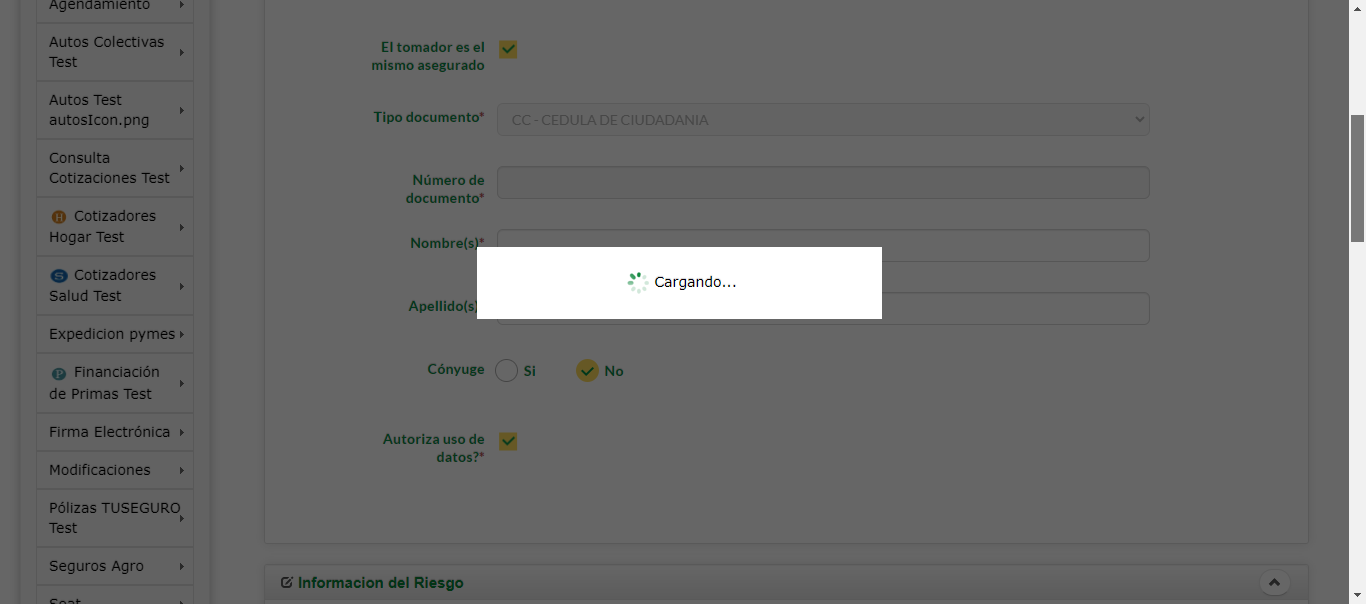 Agendamiento
Autos Colectivas
Test
Autos Test
autosIcon.png
Consulta
Cotizaciones Test
H Cotizadores
Hogar Test
S Cotizadores
Salud Test
Expedicion pymes
P Financiación
de Primas Test
Firma Electrónica
Modificaciones
Pólizas TUSEGURO
Test
Seguros Agro
Soat
El tomador es el
mismo asegurado
Tipo documento*
CC - CEDULA DE CIUDADANIA
Número de
documento*
Nombre(s)*
Apellido(s)
Cargando...
Cónyuge
Si
No
Autoriza uso de
datos?*
Informacion del Riesgo